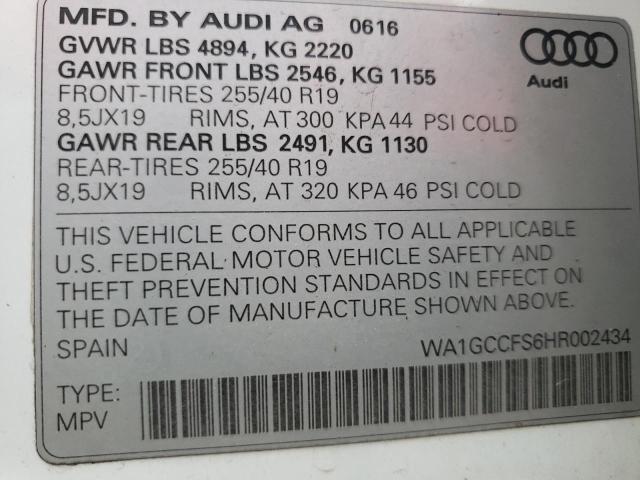 MFD. BY AUDI AG 0616
GVWR LBS 4894, KG 2220
GAWR FRONT LBS 2546, KG 1155
FRONT-TIRES 255/40 R19
8,5JX19 RIMS, AT 300 KPA 44 PSI COLD
GAWR REAR LBS 2491, KG 1130
REAR-TIRES 255/40 R19
8,5JX19 RIMS, AT 320 KPA 46 PSI COLD
Audi
THIS VEHICLE CONFORMS TO ALL APPLICABLE
U.S. FEDERAL MOTOR VEHICLE SAFETY AND
THEFT PREVENTION STANDARDS IN EFFECT ON
THE DATE OF MANUFACTURE SHOWN ABOVE.
SPAIN WA1GCCFS6HR002434
TYPE:
MPV